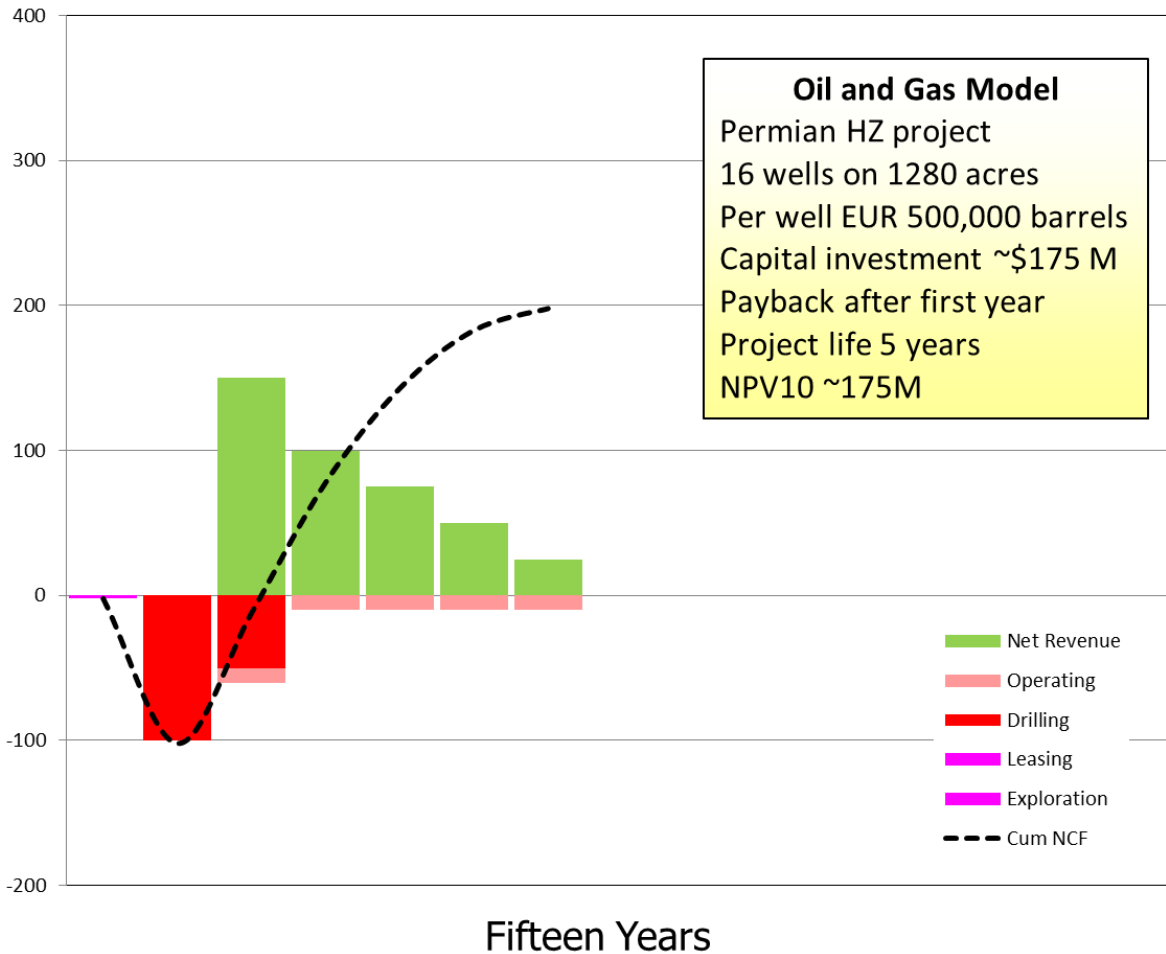 400
300
200
100
0
-100
-200
Oil and Gas Model
Permian HZ project
16 wells on 1280 acres
Per well EUR 500,000 barrels
Capital investment ~$175 M
Payback after first year
Project life 5 years
NPV10 ~175M
Net Revenue
Operating
Drilling
Leasing
Exploration
Cum NCF
Fifteen Years